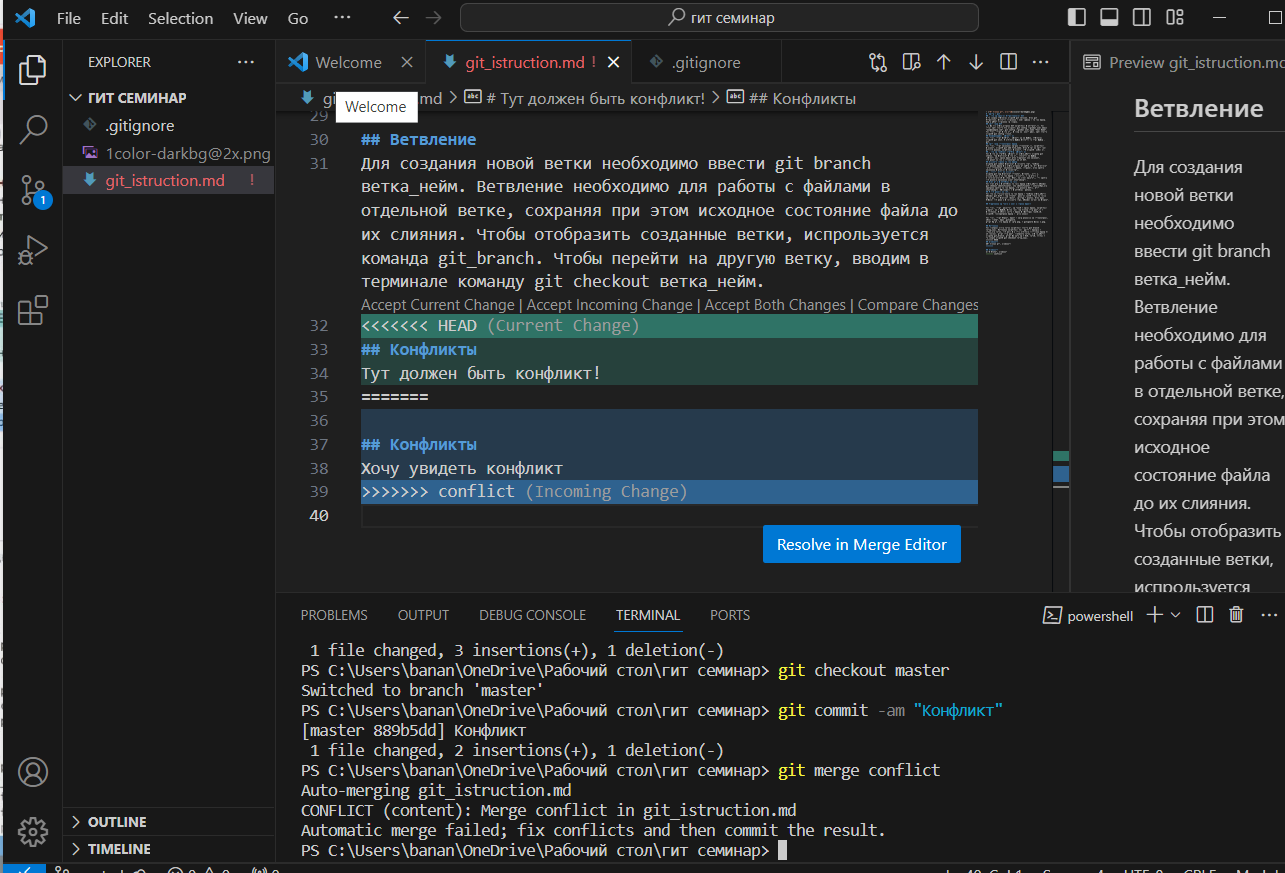 File Edit Selection View Go ··· гит семинар
EXPLORER ···
ГИТ СЕМИНАР
.gitignore
1color-darkbg@2x.png
git_istruction.md !
1
OUTLINE
TIMELINE
Welcome git_istruction.md ! .gitignore
Preview git_istruction.md
md > # Тут должен быть конфликт! > ## Конфликты
Welcome
29
30 ## Ветвление
31 Для создания новой ветки необходимо ввести git branch
ветка_нейм. Ветвление необходимо для работы с файлами в
отдельной ветке, сохраняя при этом исходное состояние файла до
их слияния. Чтобы отобразить созданные ветки, используется
команда git_branch. Чтобы перейти на другую ветку, вводим в
терминале команду git checkout ветка_нейм.
Accept Current Change | Accept Incoming Change | Accept Both Changes | Compare Changes
32 <<<<<<< HEAD (Current Change)
33 ## Конфликты
34 Тут должен быть конфликт!
35 =======
36
37 ## Конфликты
38 Хочу увидеть конфликт
39 >>>>>>> conflict (Incoming Change)
40
Resolve in Merge Editor
Ветвление
Для создания
новой ветки
необходимо
ввести git branch
ветка_нейм.
Ветвление
необходимо для
работы с файлами
в отдельной ветке,
сохраняя при этом
исходное
состояние файла
до их слияния.
Чтобы отобразить
созданные ветки,
используется
PROBLEMS OUTPUT DEBUG CONSOLE TERMINAL PORTS powershell
1 file changed, 3 insertions(+), 1 deletion(-)
PS C:\Users\banan\OneDrive\Рабочий стол\гит семинар> git checkout master
Switched to branch 'master'
PS C:\Users\banan\OneDrive\Рабочий стол\гит семинар> git commit -am "Конфликт"
[master 889b5dd] Конфликт
1 file changed, 2 insertions(+), 1 deletion(-)
PS C:\Users\banan\OneDrive\Рабочий стол\гит семинар> git merge conflict
Auto-merging git_istruction.md
CONFLICT (content): Merge conflict in git_istruction.md
Automatic merge failed; fix conflicts and then commit the result.
PS C:\Users\banan\OneDrive\Рабочий стол\гит семинар>